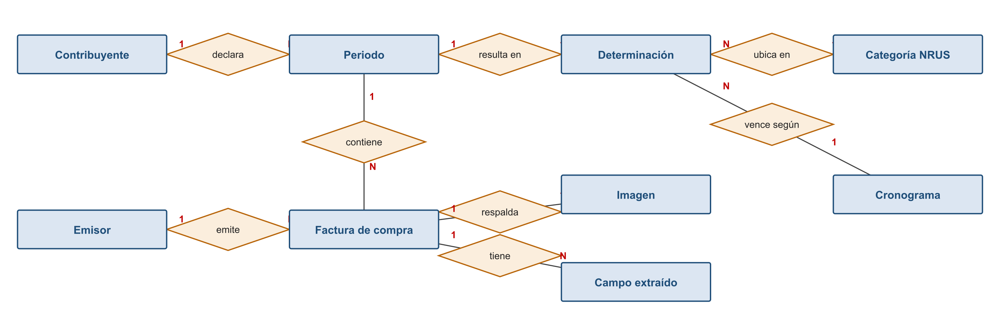 Contribuyente
1
declara
Periodo
1
resulta en
Determinación
N
ubica en
Categoría NRUS
N
1
vence según
1
contiene
N
Imagen
Cronograma
1
respalda
Emisor
1
emite
Factura de compra
1
tiene
N
Campo extraído